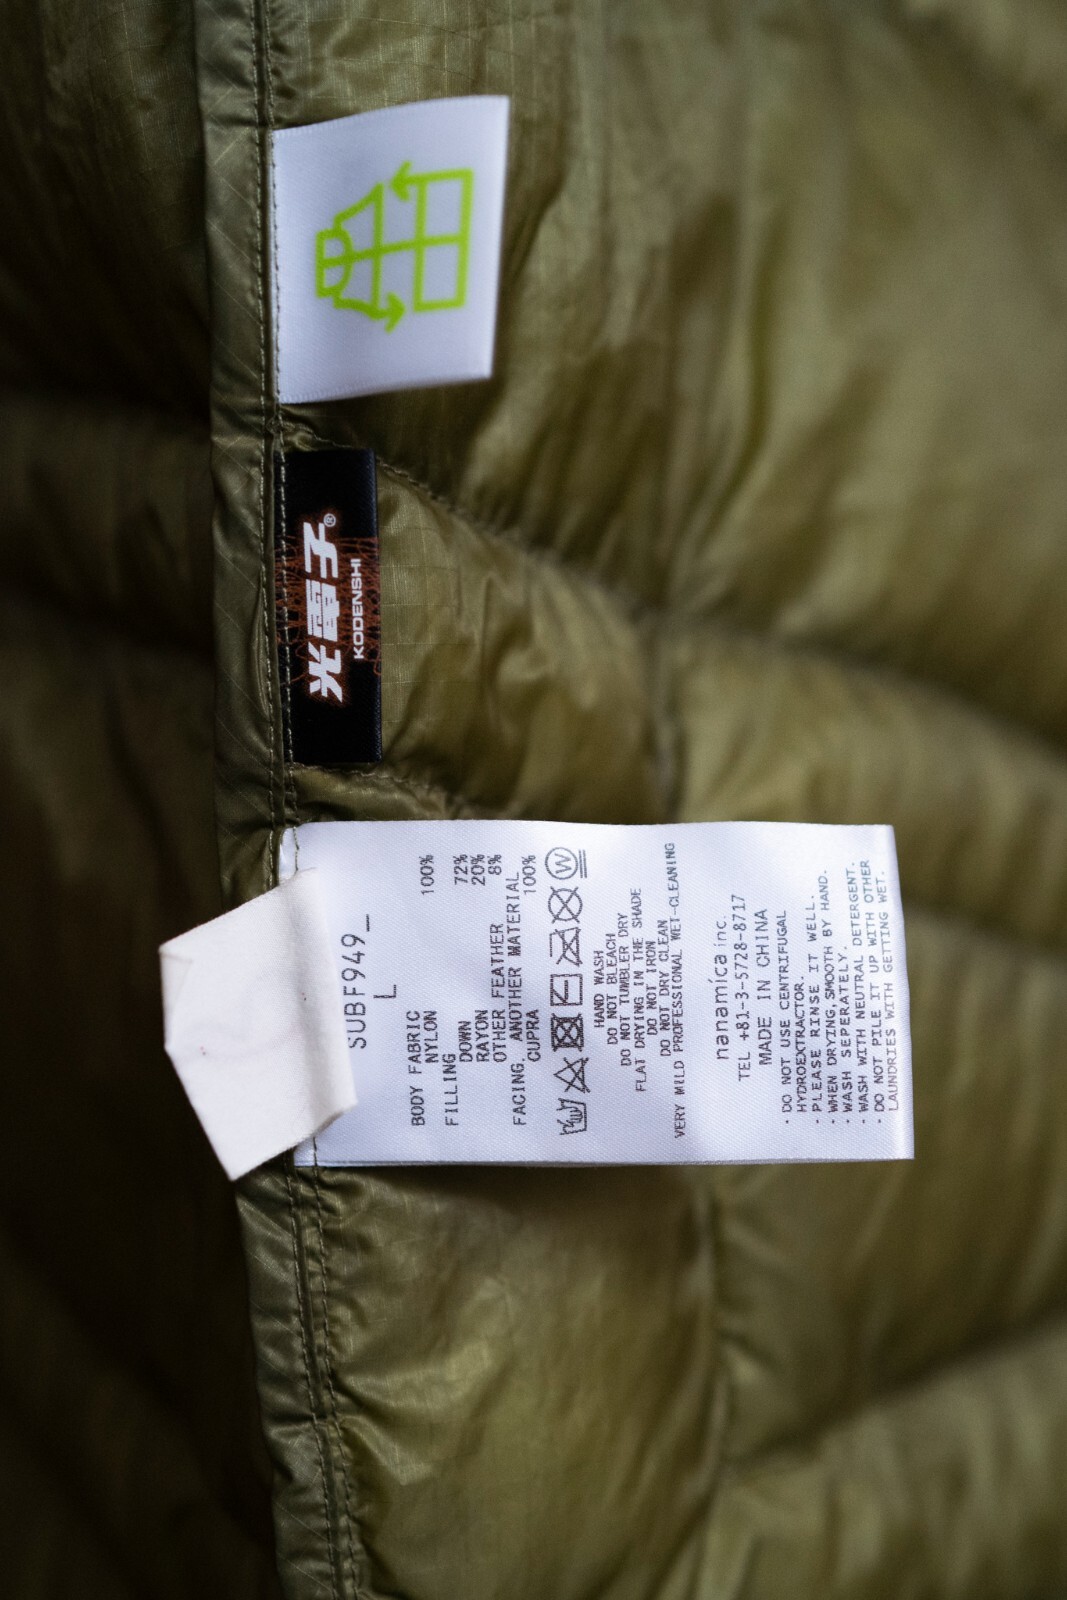 光電子®
KODENSHI
SUBF949_
L
BODY FABRIC
NYLON 100%
FILLING
DOWN 72%
RAYON 20%
OTHER FEATHER 8%
FACING. ANOTHER MATERIAL
CUPRA 100%
W
HAND WASH
DO NOT BLEACH
DO NOT TUMBLER DRY
FLAT DRYING IN THE SHADE
DO NOT IRON
DO NOT DRY CLEAN
VERY MILD PROFESSIONAL WET-CLEANING
nanamica inc.
TEL +81-3-5728-8717
MADE IN CHINA
· DO NOT USE CENTRIFUGAL
HYDROEXTRACTOR.
· PLEASE RINSE IT WELL.
· WHEN DRYING, SMOOTH BY HAND.
· WASH SEPERATELY.
· WASH WITH NEUTRAL DETERGENT.
· DO NOT PILE IT UP WITH OTHER
LAUNDRIES WITH GETTING WET.